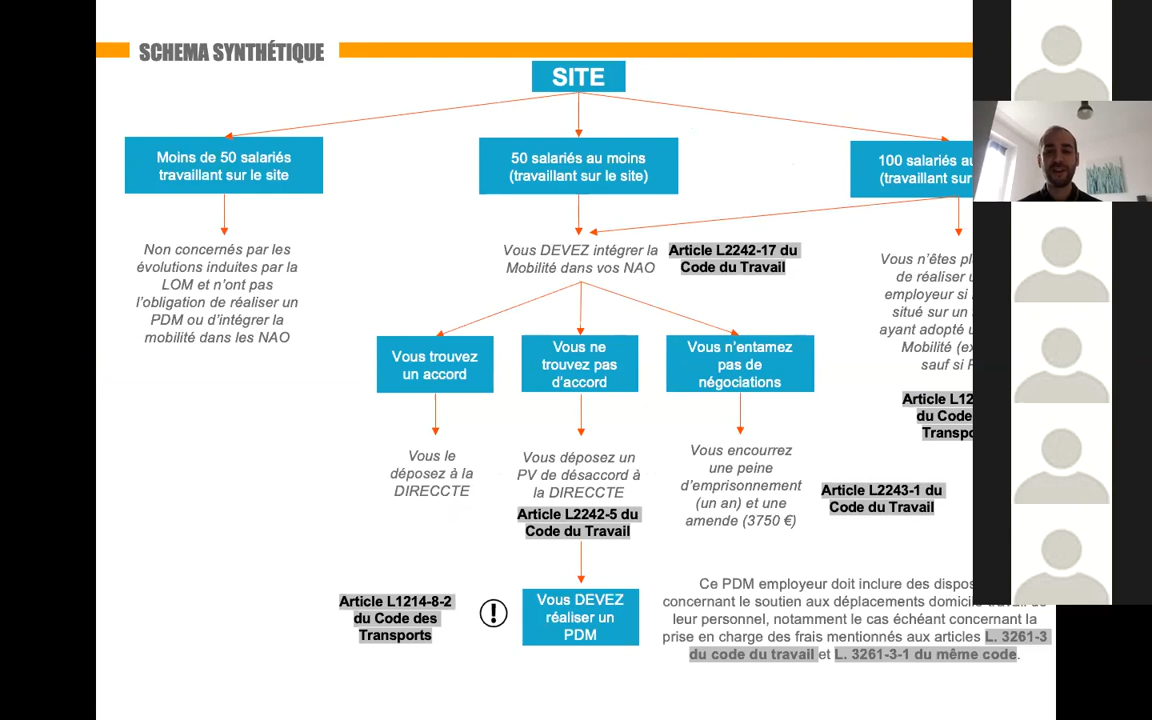 SCHEMA SYNTHÉTIQUE
SITE
Moins de 50 salariés
travaillant sur le site
50 salariés au moins
(travaillant sur le site)
100 salariés
(travaillant
Non concernés par les
évolutions induites par la
LOM et n'ont pas
l'obligation de réaliser un
PDM ou d'intégrer la
mobilité dans les NAO
Vous DEVEZ intégrer la
Mobilité dans vos NAO
Article L2242-17 du
Code du Travail
Vous n'êtes
de réaliser
employeur si
situé sur un
ayant adopté
Mobilité
sauf si
Article
du Code
Vous trouvez
un accord
Vous ne
trouvez pas
d'accord
Vous n'entamez
pas de
négociations
Vous le
déposez à la
DIRECCTE
Vous déposez un
PV de désaccord à
la DIRECCTE
Article L2242-5 du
Code du Travail
Vous encourrez
une peine
d'emprisonnement
(un an) et une
amende (3750 €)
Article L2243-1 du
Code du Travail
Article L1214-8-2
du Code des
Transports
!
Vous DEVEZ
réaliser un
PDM
Ce PDM employeur doit inclure des
concernant le soutien aux déplacements
leur personnel, notamment le cas échéant concernant la
prise en charge des frais mentionnés aux articles L. 3261-3
du code du travail et L. 3261-3-1 du même code.